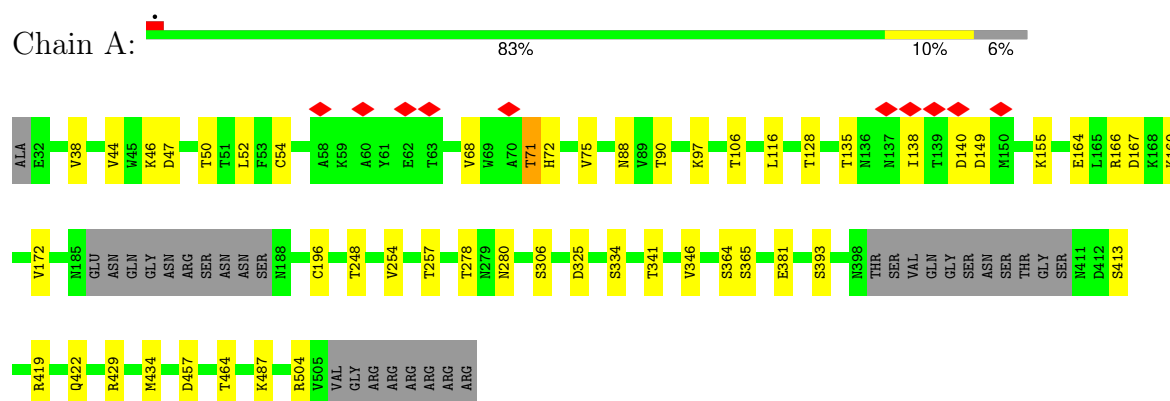 Chain A:
83% 10% 6%
ALA E32 V38 V44 W45 K46 D47 T50 T51 L52 F53 C54 A58 K59 A60 Y61 E62 T63 V68 W69 A70 T71 H72 V75 N88 V89 T90 K97 T106 L116 T128 T135 N136 N137 I138 T139 D140 D149 M150 K155 E164 L165 R166 D167 K168
V172 N185 GLU ASN GLN GLY ASN ARG SER ASN ASN SER N188 C196 T248 V254 T257 T278 N279 N280 S306 D325 S334 T341 V346 S364 S365 E381 S393 N398 THR SER VAL GLN GLY SER ASN SER THR GLY SER N411 D412 S413
R419 Q422 R429 M434 D457 T464 K487 R504 V505 VAL GLY ARG ARG ARG ARG ARG ARG